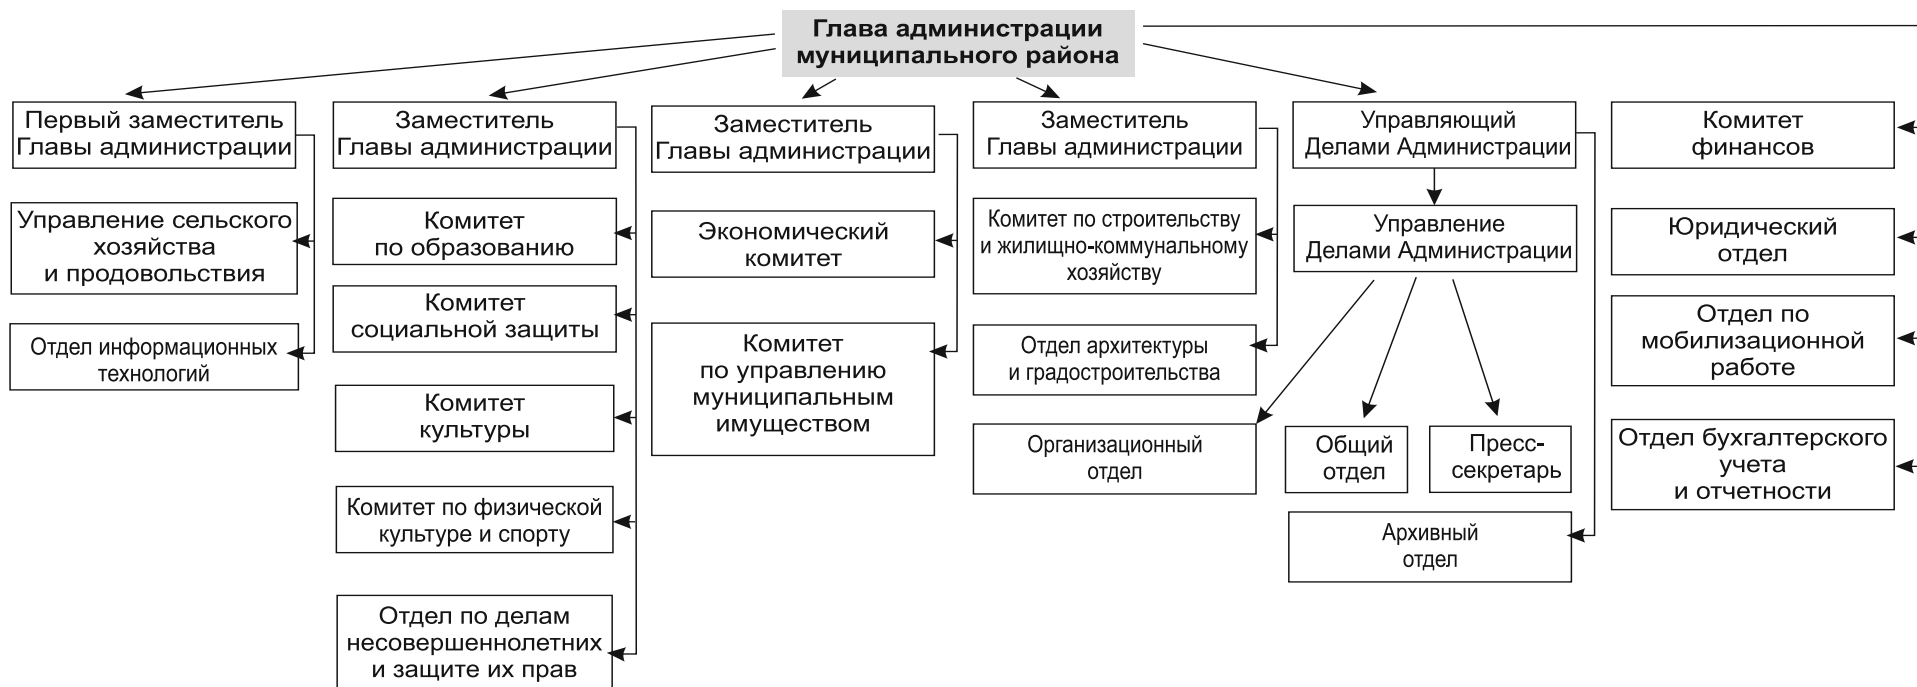 Глава администрации
муниципального района
Первый заместитель
Главы администрации
Управление сельского
хозяйства
и продовольствия
Отдел информационных
технологий
Заместитель
Главы администрации
Комитет
по образованию
Комитет
социальной защиты
Комитет
культуры
Комитет по физической
культуре и спорту
Отдел по делам
несовершеннолетних
и защите их прав
Заместитель
Главы администрации
Экономический
комитет
Комитет
по управлению
муниципальным
имуществом
Заместитель
Главы администрации
Комитет по строительству
и жилищно-коммунальному
хозяйству
Отдел архитектуры
и градостроительства
Управляющий
Делами Администрации
Управление
Делами Администрации
Организационный
отдел
Общий
отдел
Пресс-
секретарь
Архивный
отдел
Комитет
финансов
Юридический
отдел
Отдел по
мобилизационной
работе
Отдел бухгалтерского
учета
и отчетности